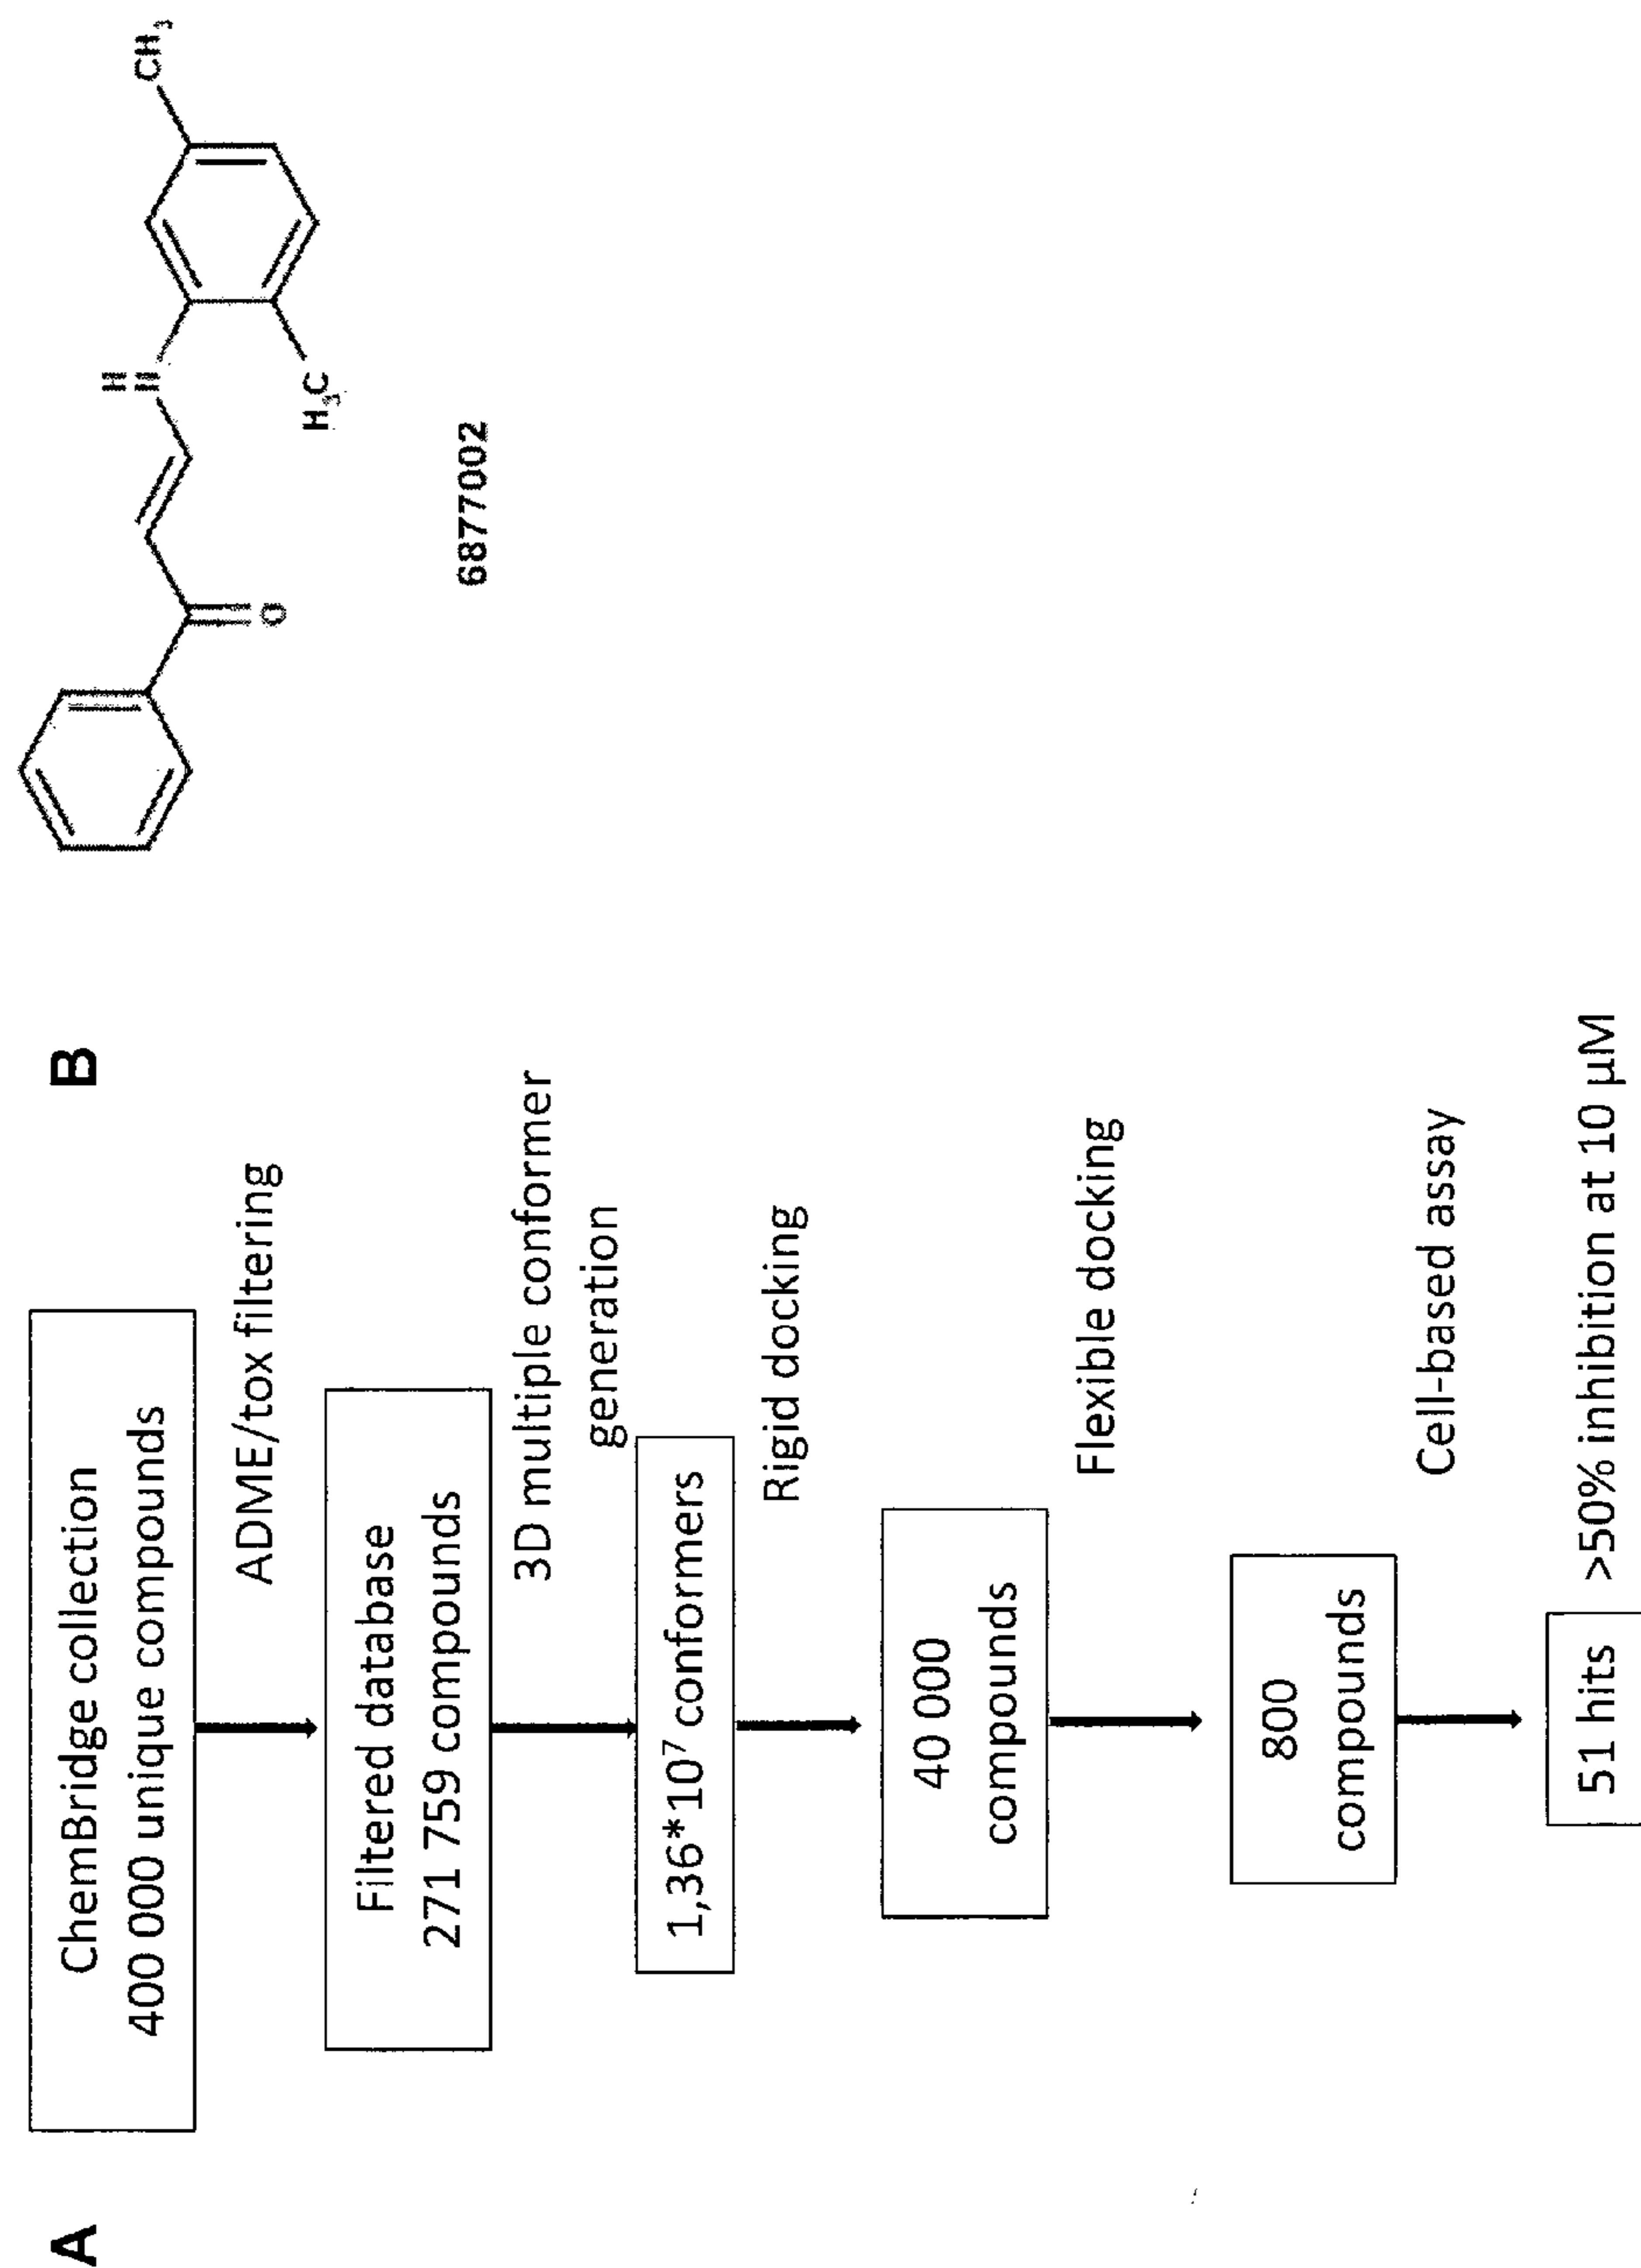 A
ChemBridge collection
400 000 unique compounds
ADME/tox filtering
Filtered database
271 759 compounds
3D multiple conformer
generation
1,36*10⁷ conformers
Rigid docking
40 000
compounds
Flexible docking
800
compounds
Cell-based assay
51 hits
>50% inhibition at 10 µM
B
O
H
N
H₃C
CH₃
6877002